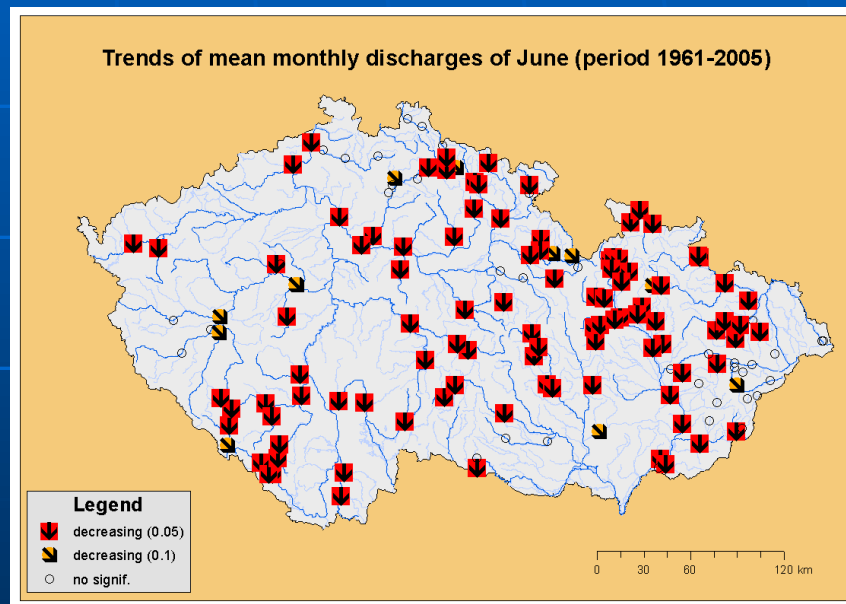 Trends of mean monthly discharges of June (period 1961-2005)
Legend
decreasing (0.05)
decreasing (0.1)
no signif.
0 30 60 120 km